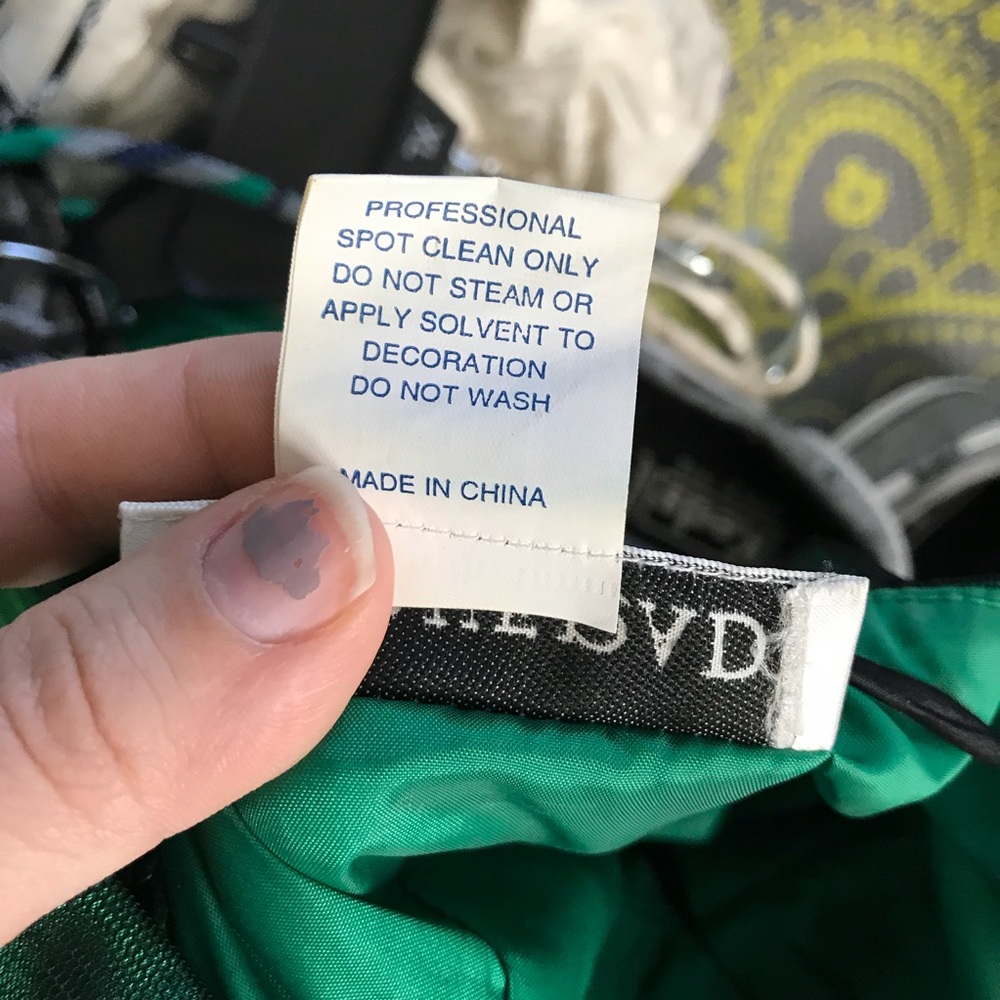 PROFESSIONAL
SPOT CLEAN ONLY
DO NOT STEAM OR
APPLY SOLVENT TO
DECORATION
DO NOT WASH
MADE IN CHINA